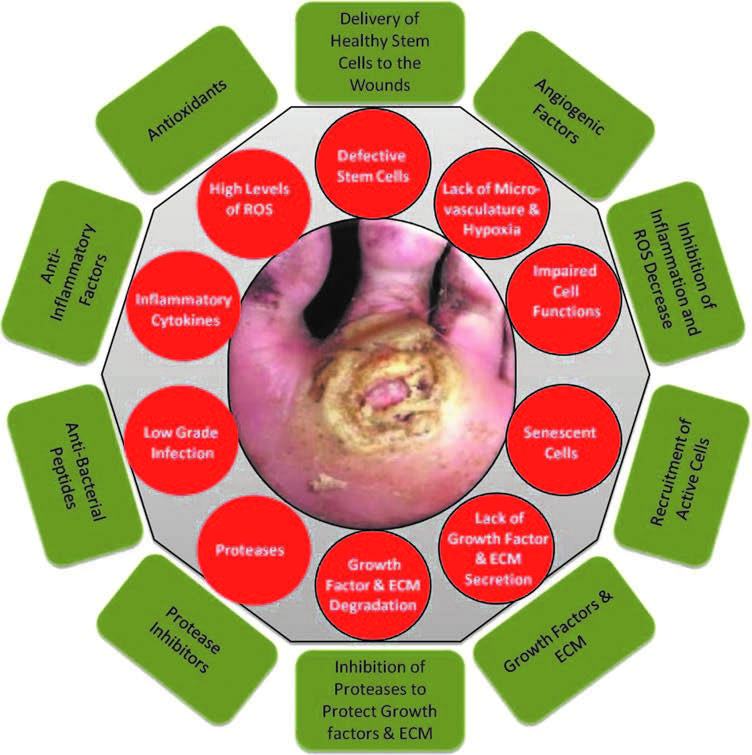 Delivery of
Healthy Stem
Cells to the
Wounds
Angiogenic
Factors
Inhibition of
Inflammation and
ROS Decrease
Recruitment of
Active Cells
Growth Factors &
ECM
Inhibition of
Proteases to
Protect Growth
factors & ECM
Protease
Inhibitors
Anti-Bacterial
Peptides
Anti-
Inflammatory
Factors
Antioxidants
Defective
Stem Cells
Lack of Micro-
vasculature &
Hypoxia
Impaired
Cell
Functions
Senescent
Cells
Lack of
Growth Factor
& ECM
Secretion
Growth
Factor & ECM
Degradation
Proteases
Low Grade
Infection
Inflammatory
Cytokines
High Levels
of ROS